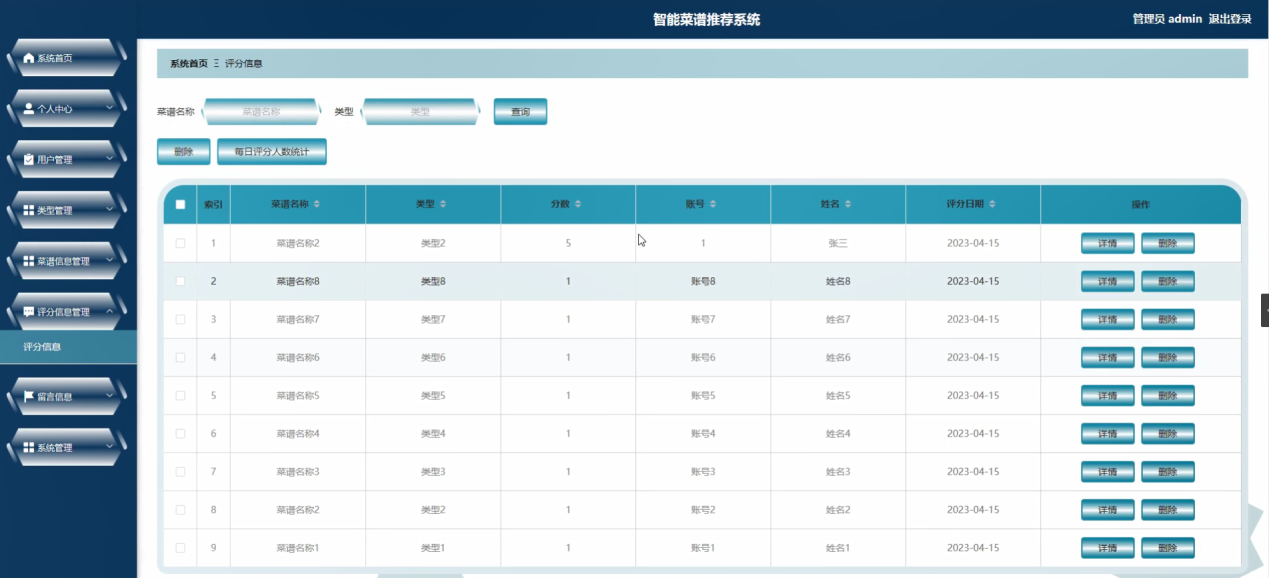 智能菜谱推荐系统
管理员 admin 退出登录
系统首页
个人中心
用户管理
类型管理
菜谱信息管理
评分信息管理
评分信息
留言信息
系统管理
系统首页 Ξ 评分信息
菜谱名称 菜谱名称 类型 类型 查询
删除 每日评分人数统计
索引 菜谱名称 类型 分数 账号 姓名 评分日期 操作
1 菜谱名称2 类型2 5 1 张三 2023-04-15 详情 删除
2 菜谱名称8 类型8 1 账号8 姓名8 2023-04-15 详情 删除
3 菜谱名称7 类型7 1 账号7 姓名7 2023-04-15 详情 删除
4 菜谱名称6 类型6 1 账号6 姓名6 2023-04-15 详情 删除
5 菜谱名称5 类型5 1 账号5 姓名5 2023-04-15 详情 删除
6 菜谱名称4 类型4 1 账号4 姓名4 2023-04-15 详情 删除
7 菜谱名称3 类型3 1 账号3 姓名3 2023-04-15 详情 删除
8 菜谱名称2 类型2 1 账号2 姓名2 2023-04-15 详情 删除
9 菜谱名称1 类型1 1 账号1 姓名1 2023-04-15 详情 删除